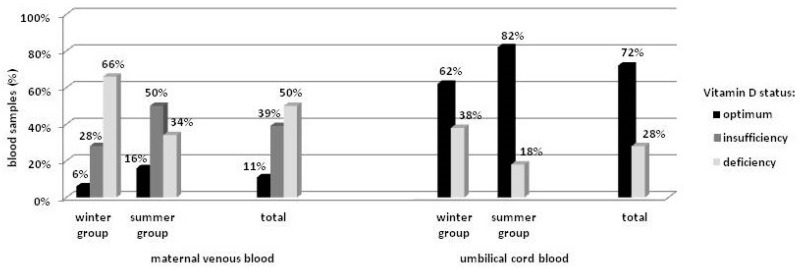 100%
80%
60%
40%
20%
0%
blood samples (%)
6%
28%
66%
16%
50%
34%
11%
39%
50%
62%
38%
82%
18%
72%
28%
winter
group
summer
group
total
winter
group
summer
group
total
maternal venous blood
umbilical cord blood
Vitamin D status:
optimum
insufficiency
deficiency